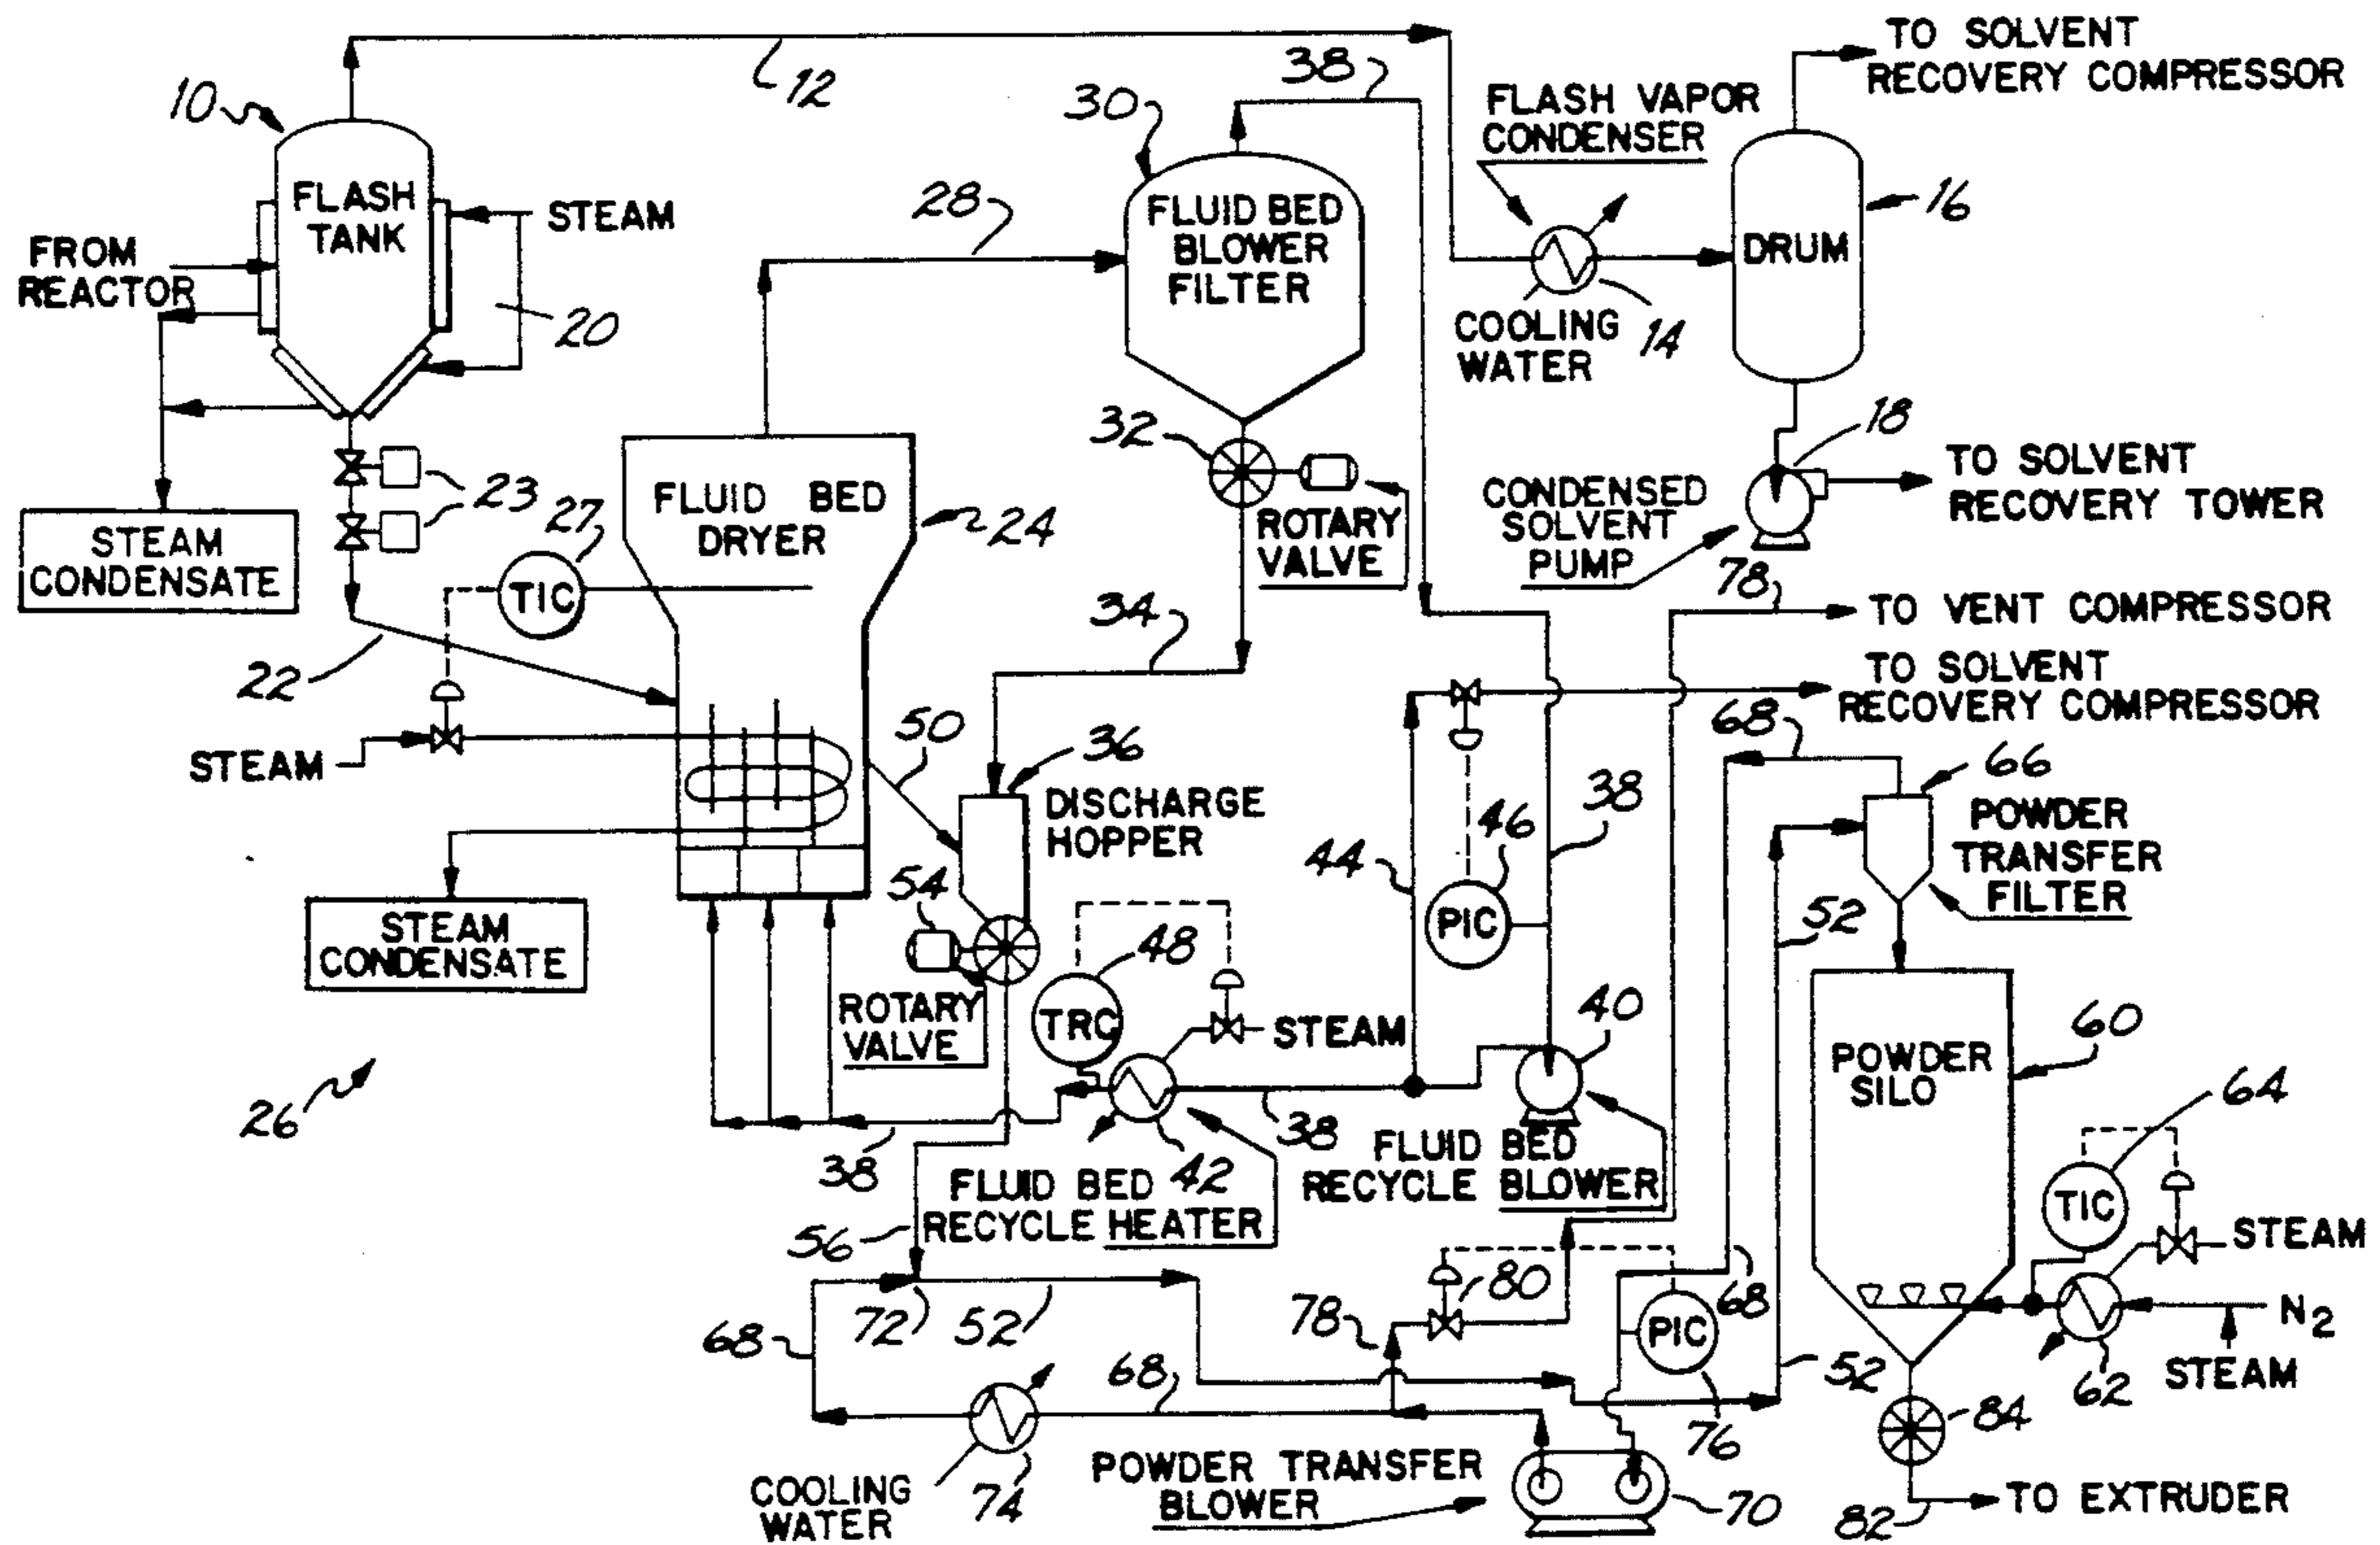 TO SOLVENT
RECOVERY COMPRESSOR
12
38
10
30
FLASH VAPOR
CONDENSER
FLASH
TANK
STEAM
28
FLUID BED
BLOWER
FILTER
16
DRUM
FROM
REACTOR
20
COOLING
WATER
14
32
18
TO SOLVENT
RECOVERY TOWER
23
27
FLUID BED
DRYER
24
CONDENSED
SOLVENT
PUMP
ROTARY
VALVE
STEAM
CONDENSATE
TIC
78
TO VENT COMPRESSOR
34
22
TO SOLVENT
RECOVERY COMPRESSOR
68
50
36
STEAM
66
DISCHARGE
HOPPER
38
46
POWDER
TRANSFER
FILTER
44
54
52
STEAM
CONDENSATE
PIC
48
ROTARY
VALVE
TRC
STEAM
40
60
POWDER
SILO
26
64
38
38
42
FLUID BED
RECYCLE HEATER
FLUID BED
RECYCLE BLOWER
TIC
56
STEAM
72
52
80
68
78
PIC
N2
68
68
52
STEAM
62
76
84
COOLING
WATER
74
POWDER TRANSFER
BLOWER
70
82
TO EXTRUDER